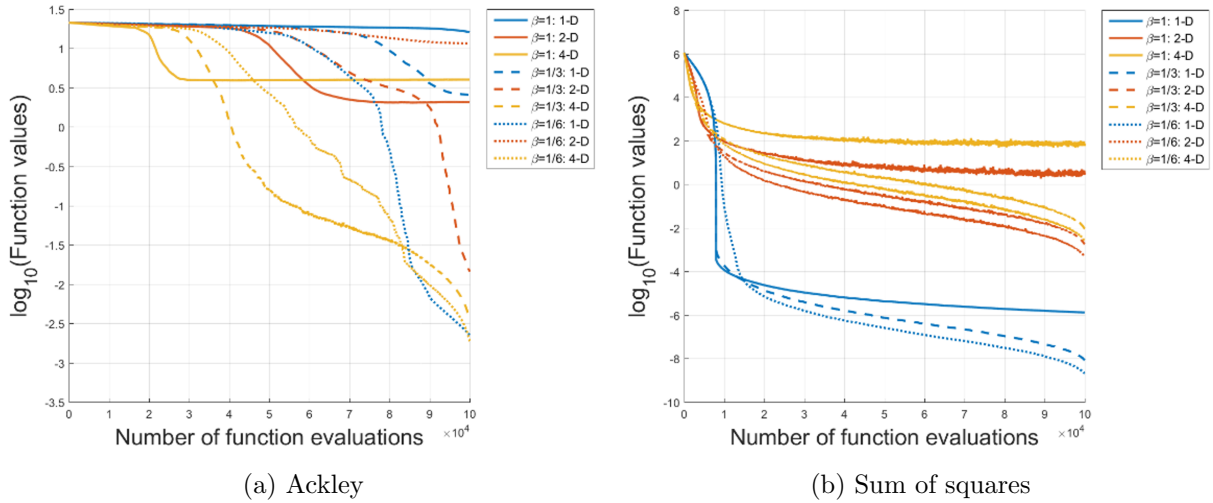 1.5
1
0.5
0
-0.5
-1
-1.5
-2
-2.5
-3
-3.5
log10(Function values)
0 1 2 3 4 5 6 7 8 9 10
×10^4
Number of function evaluations
β=1: 1-D
β=1: 2-D
β=1: 4-D
β=1/3: 1-D
β=1/3: 2-D
β=1/3: 4-D
β=1/6: 1-D
β=1/6: 2-D
β=1/6: 4-D
(a) Ackley
8
6
4
2
0
-2
-4
-6
-8
-10
log10(Function values)
0 1 2 3 4 5 6 7 8 9 10
×10^4
Number of function evaluations
β=1: 1-D
β=1: 2-D
β=1: 4-D
β=1/3: 1-D
β=1/3: 2-D
β=1/3: 4-D
β=1/6: 1-D
β=1/6: 2-D
β=1/6: 4-D
(b) Sum of squares